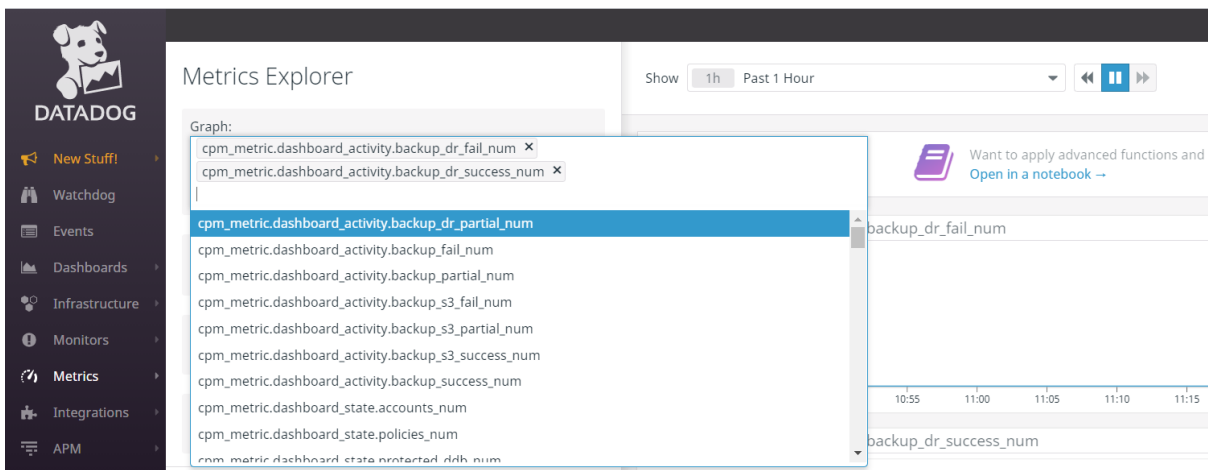 DATADOG
New Stuff!
Watchdog
Events
Dashboards
Infrastructure
Monitors
Metrics
Integrations
APM
Metrics Explorer
Graph:
cpm_metric.dashboard_activity.backup_dr_fail_num ×
cpm_metric.dashboard_activity.backup_dr_success_num ×
cpm_metric.dashboard_activity.backup_dr_partial_num
cpm_metric.dashboard_activity.backup_fail_num
cpm_metric.dashboard_activity.backup_partial_num
cpm_metric.dashboard_activity.backup_s3_fail_num
cpm_metric.dashboard_activity.backup_s3_partial_num
cpm_metric.dashboard_activity.backup_s3_success_num
cpm_metric.dashboard_activity.backup_success_num
cpm_metric.dashboard_state.accounts_num
cpm_metric.dashboard_state.policies_num
cpm_metric.dashboard_state.protected_ddb_num
Show 1h Past 1 Hour
Want to apply advanced functions and
Open in a notebook →
backup_dr_fail_num
10:55 11:00 11:05 11:10 11:15
backup_dr_success_num